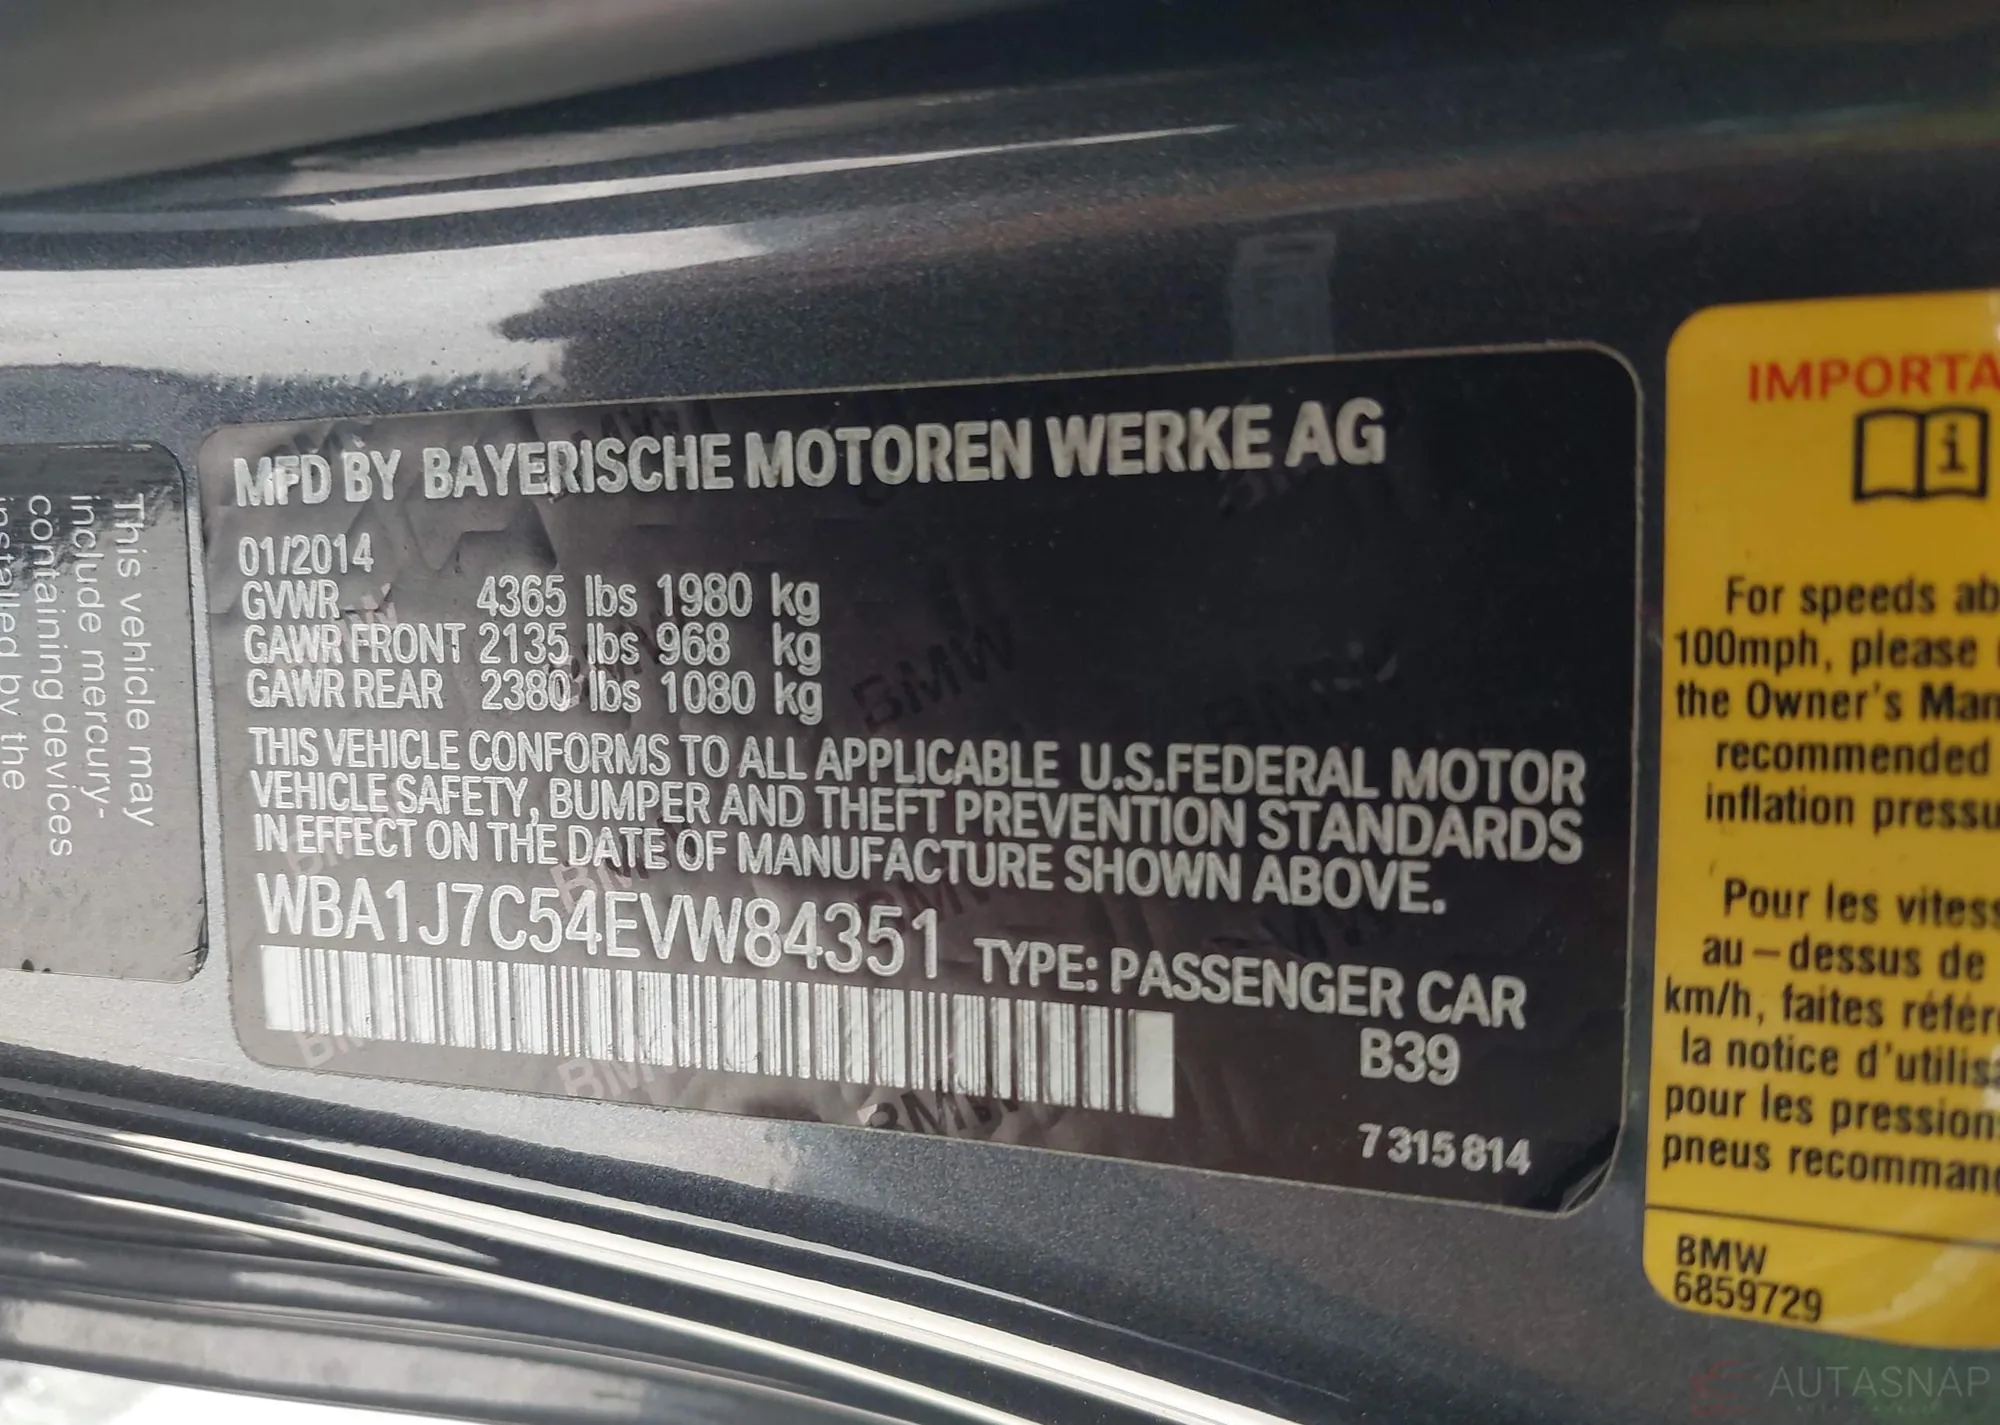 This vehicle may
include mercury-
containing devices
installed by the
MFD BY BAYERISCHE MOTOREN WERKE AG
01/2014
GVWR 4365 lbs 1980 kg
GAWR FRONT 2135 lbs 968 kg
GAWR REAR 2380 lbs 1080 kg
THIS VEHICLE CONFORMS TO ALL APPLICABLE U.S.FEDERAL MOTOR
VEHICLE SAFETY, BUMPER AND THEFT PREVENTION STANDARDS
IN EFFECT ON THE DATE OF MANUFACTURE SHOWN ABOVE.
WBA1J7C54EVW84351 TYPE: PASSENGER CAR
B39
7 315 814
IMPORTA
For speeds ab
100mph, please
the Owner's Man
recommended
inflation pressu
Pour les vitess
au-dessus de
km/h, faites référ
la notice d'utilis
pour les pression
pneus recomman
BMW
6859729
AUTASNAP